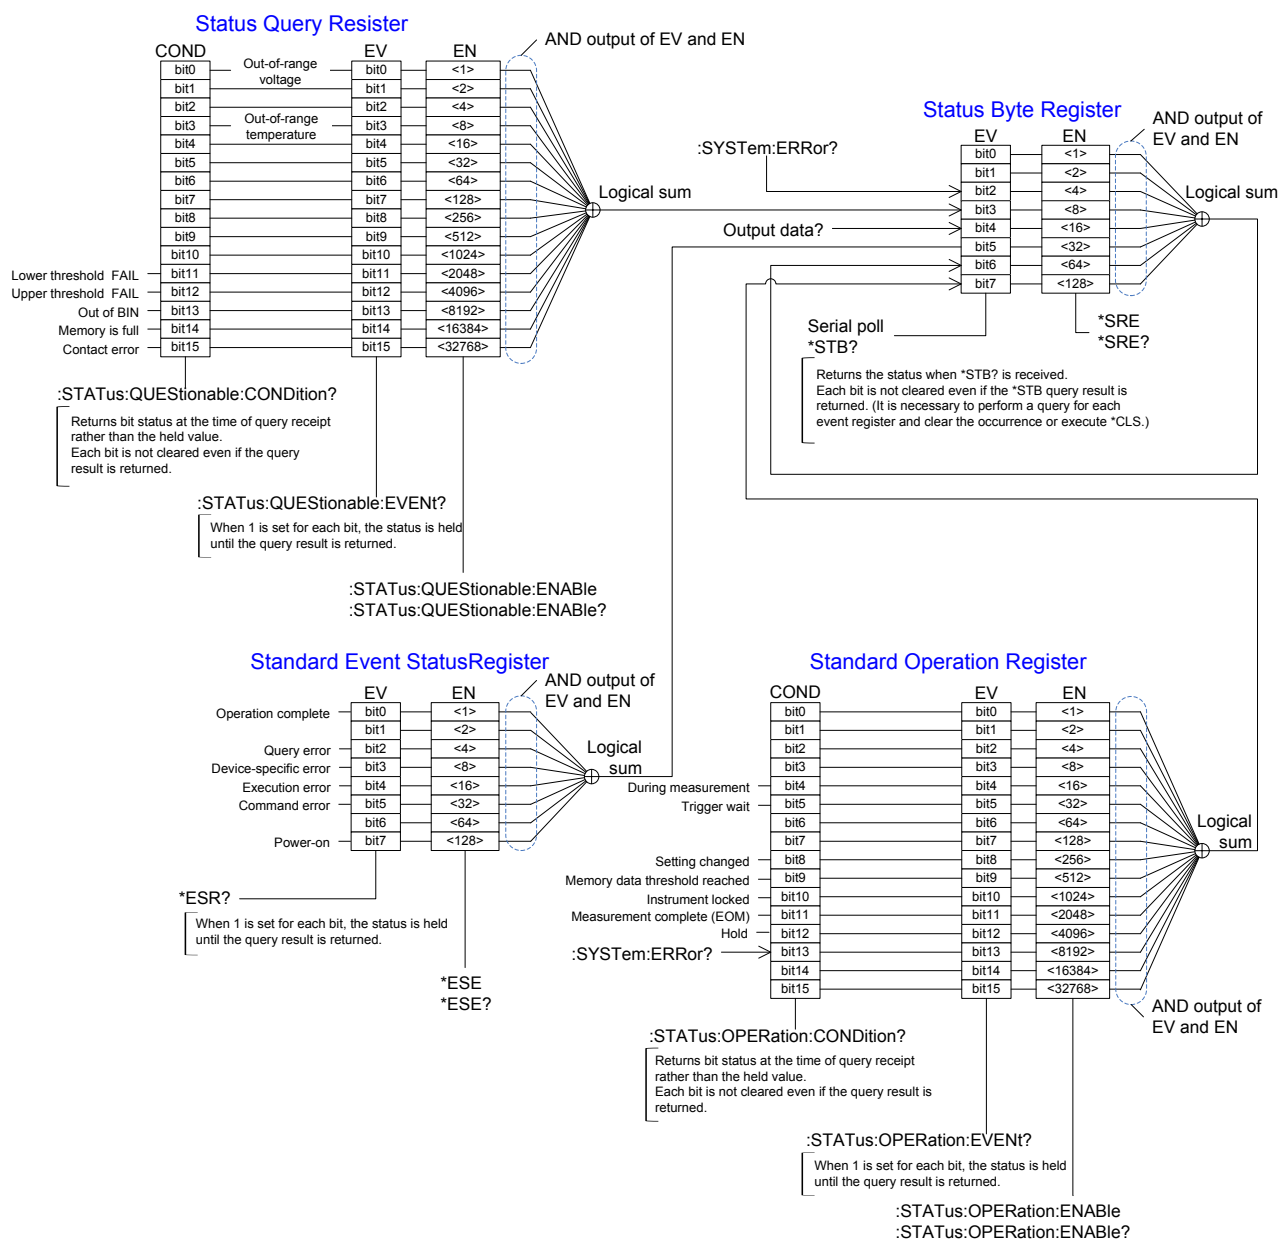 Status Query Resister
COND EV EN
AND output of EV and EN
bit0 Out-of-range voltage bit0 <1>
bit1 bit1 <2>
bit2 bit2 <4>
bit3 Out-of-range temperature bit3 <8>
bit4 bit4 <16>
bit5 bit5 <32>
bit6 bit6 <64>
bit7 bit7 <128>
bit8 bit8 <256>
bit9 bit9 <512>
bit10 bit10 <1024>
Lower threshold FAIL bit11 bit11 <2048>
Upper threshold FAIL bit12 bit12 <4096>
Out of BIN bit13 bit13 <8192>
Memory is full bit14 bit14 <16384>
Contact error bit15 bit15 <32768>
Logical sum
:STATus:QUEStionable:CONDition?
Returns bit status at the time of query receipt
rather than the held value.
Each bit is not cleared even if the query
result is returned.
:STATus:QUEStionable:EVENt?
When 1 is set for each bit, the status is held
until the query result is returned.
:STATus:QUEStionable:ENABle
:STATus:QUEStionable:ENABle?
Status Byte Register
EV EN
AND output of
EV and EN
bit0 <1>
bit1 <2>
:SYSTem:ERRor? bit2 <4>
bit3 <8>
Output data? bit4 <16>
bit5 <32>
bit6 <64>
bit7 <128>
Logical sum
Serial poll
*STB?
*SRE
*SRE?
Returns the status when *STB? is received.
Each bit is not cleared even if the *STB query result is
returned. (It is necessary to perform a query for each
event register and clear the occurrence or execute *CLS.)
Standard Event StatusRegister
EV EN
AND output of
EV and EN
Operation complete bit0 <1>
bit1 <2>
Query error bit2 <4>
Device-specific error bit3 <8>
Execution error bit4 <16>
Command error bit5 <32>
bit6 <64>
Power-on bit7 <128>
Logical
sum
*ESR?
When 1 is set for each bit, the status is held
until the query result is returned.
*ESE
*ESE?
Standard Operation Register
COND EV EN
bit0 bit0 <1>
bit1 bit1 <2>
bit2 bit2 <4>
bit3 bit3 <8>
During measurement bit4 bit4 <16>
Trigger wait bit5 bit5 <32>
bit6 bit6 <64>
bit7 bit7 <128>
Setting changed bit8 bit8 <256>
Memory data threshold reached bit9 bit9 <512>
Instrument locked bit10 bit10 <1024>
Measurement complete (EOM) bit11 bit11 <2048>
Hold bit12 bit12 <4096>
:SYSTem:ERRor? bit13 bit13 <8192>
bit14 bit14 <16384>
bit15 bit15 <32768>
Logical
sum
AND output of
EV and EN
:STATus:OPERation:CONDition?
Returns bit status at the time of query receipt
rather than the held value.
Each bit is not cleared even if the query result is
returned.
:STATus:OPERation:EVENt?
When 1 is set for each bit, the status is held
until the query result is returned.
:STATus:OPERation:ENABle
:STATus:OPERation:ENABle?